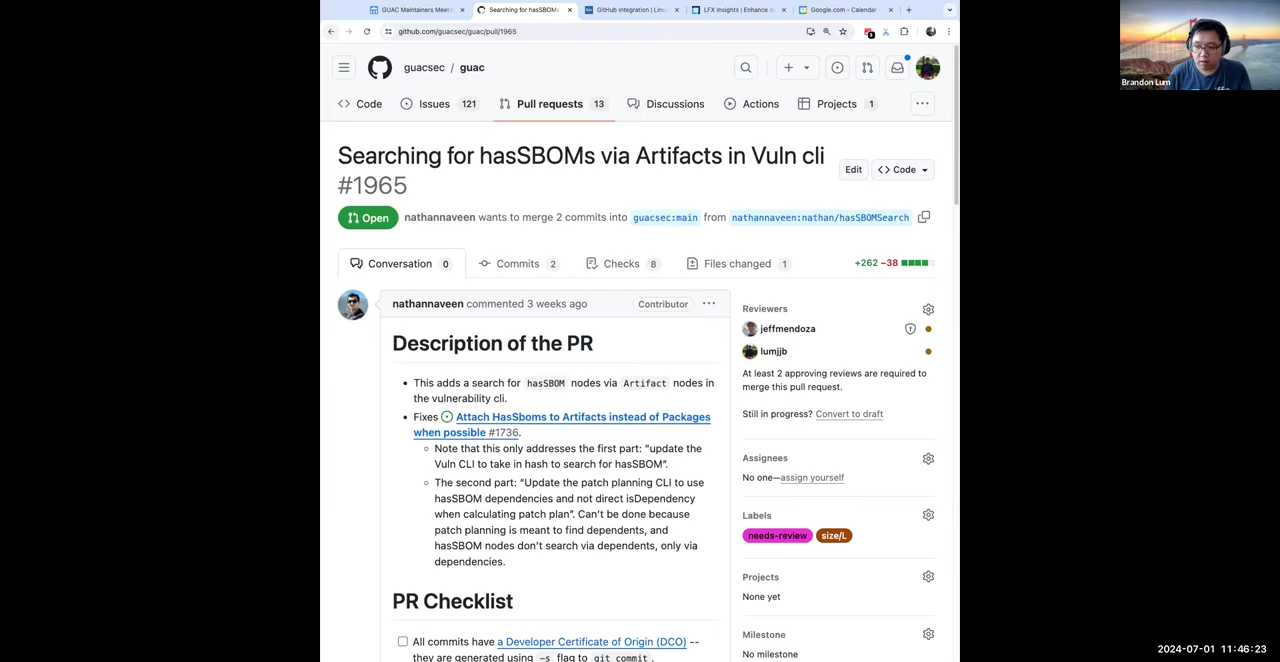 GUAC Maintainers Meeti
Searching for hasSBOMs
GitHub Integration | Linu
LFX Insights | Enhance
Google.com - Calendar
github.com/guacsec/guac/pull/1965
guacsec / guac
Code
Issues 121
Pull requests 13
Discussions
Actions
Projects 1
Searching for hasSBOMs via Artifacts in Vuln cli
#1965
Edit
Code
Open
nathannaveen wants to merge 2 commits into guacsec:main from nathannaveen:nathan/hasSBOMSearch
Conversation 0
Commits 2
Checks 8
Files changed 1
+262 −38
nathannaveen commented 3 weeks ago
Contributor
Description of the PR
• This adds a search for hasSBOM nodes via Artifact nodes in
the vulnerability cli.
• Fixes Attach HasSboms to Artifacts instead of Packages
when possible #1736.
Note that this only addresses the first part: "update the
Vuln CLI to take in hash to search for hasSBOM”.
The second part: “Update the patch planning CLI to use
hasSBOM dependencies and not direct isDependency
when calculating patch plan”. Can't be done because
patch planning is meant to find dependents, and
hasSBOM nodes don't search via dependents, only via
dependencies.
PR Checklist
All commits have a Developer Certificate of Origin (DCO) --
they are generated using -s flag to git commit.
Reviewers
jeffmendoza
lumjjb
At least 2 approving reviews are required to
merge this pull request.
Still in progress? Convert to draft
Assignees
No one—assign yourself
Labels
needs-review size/L
Projects
None yet
Milestone
No milestone
Brandon Lum
2024-07-01 11:46:23